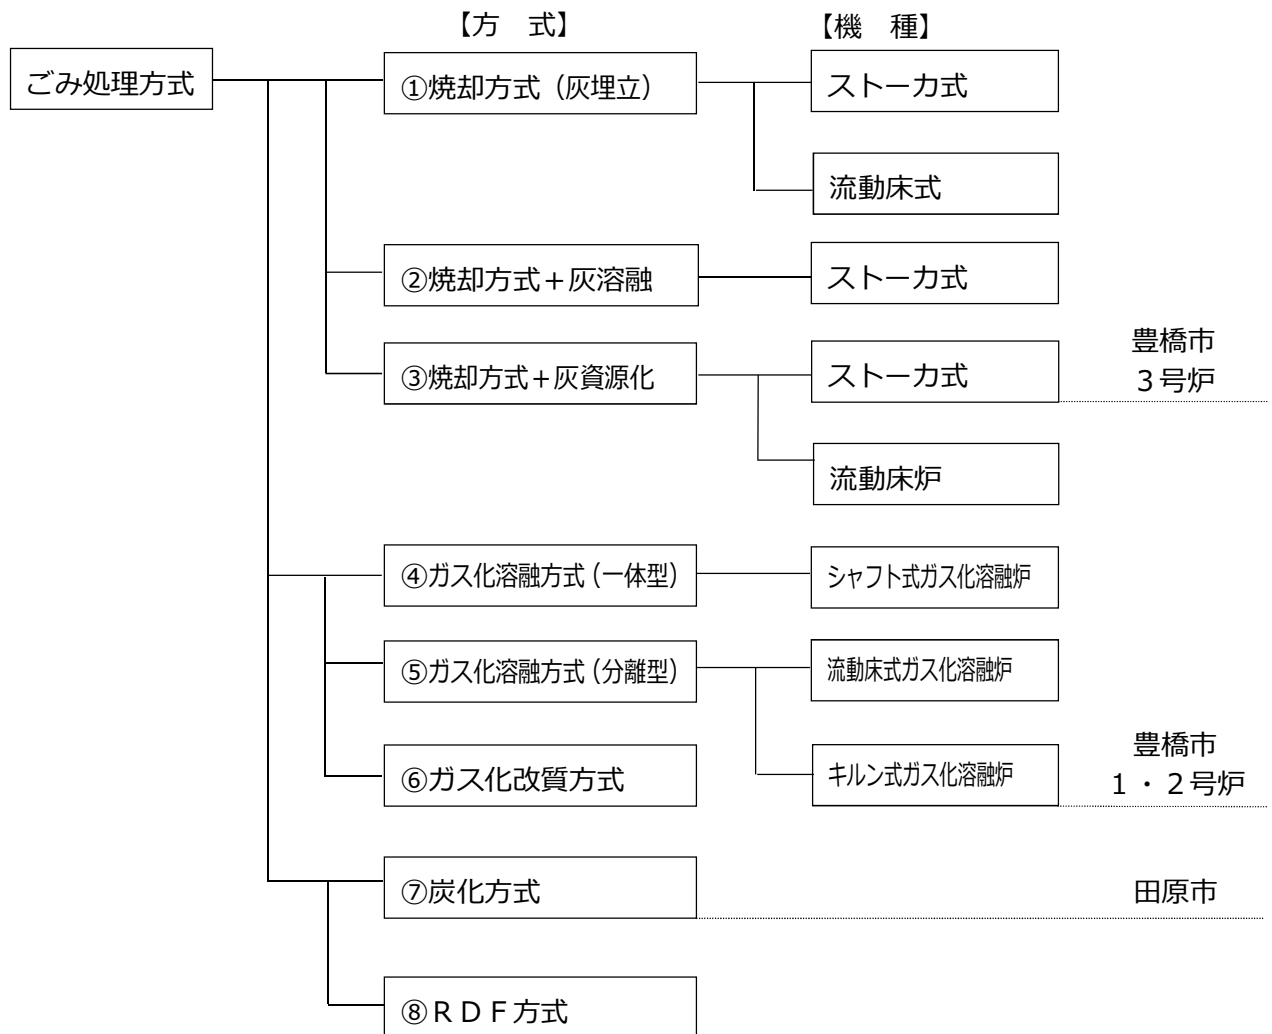 【方　式】
【機　種】
ごみ処理方式
①焼却方式（灰埋立）
ストーカ式
流動床式
②焼却方式＋灰溶融
ストーカ式
③焼却方式＋灰資源化
ストーカ式
豊橋市
３号炉
流動床炉
④ガス化溶融方式（一体型）
シャフト式ガス化溶融炉
⑤ガス化溶融方式（分離型）
流動床式ガス化溶融炉
⑥ガス化改質方式
キルン式ガス化溶融炉
豊橋市
１・２号炉
⑦炭化方式
田原市
⑧ＲＤＦ方式